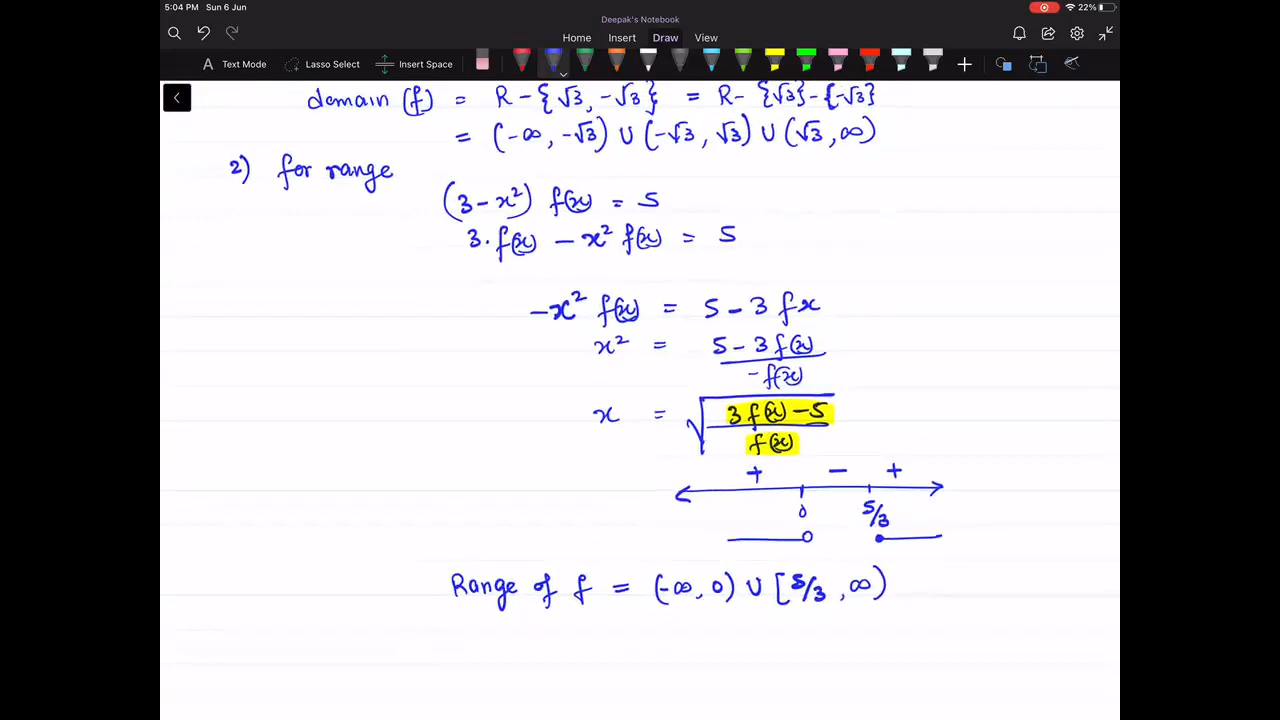 5:04 PM Sun 6 Jun 22%
Deepak's Notebook
Home Insert Draw View
Text Mode Lasso Select Insert Space
domain (f) = R - {√3, -√3} = R - {√3} - {-√3}
= (-∞, -√3) ∪ (-√3, √3) ∪ (√3, ∞)
2) for range
(3 - x²) f(x) = 5
3. f(x) - x² f(x) = 5
-x² f(x) = 5 - 3 fx
x² = (5 - 3 f(x)) / (-f(x))
x = √((3 f(x) - 5) / f(x))
+ - +
0 5/3
Range of f = (-∞, 0) ∪ [5/3, ∞)